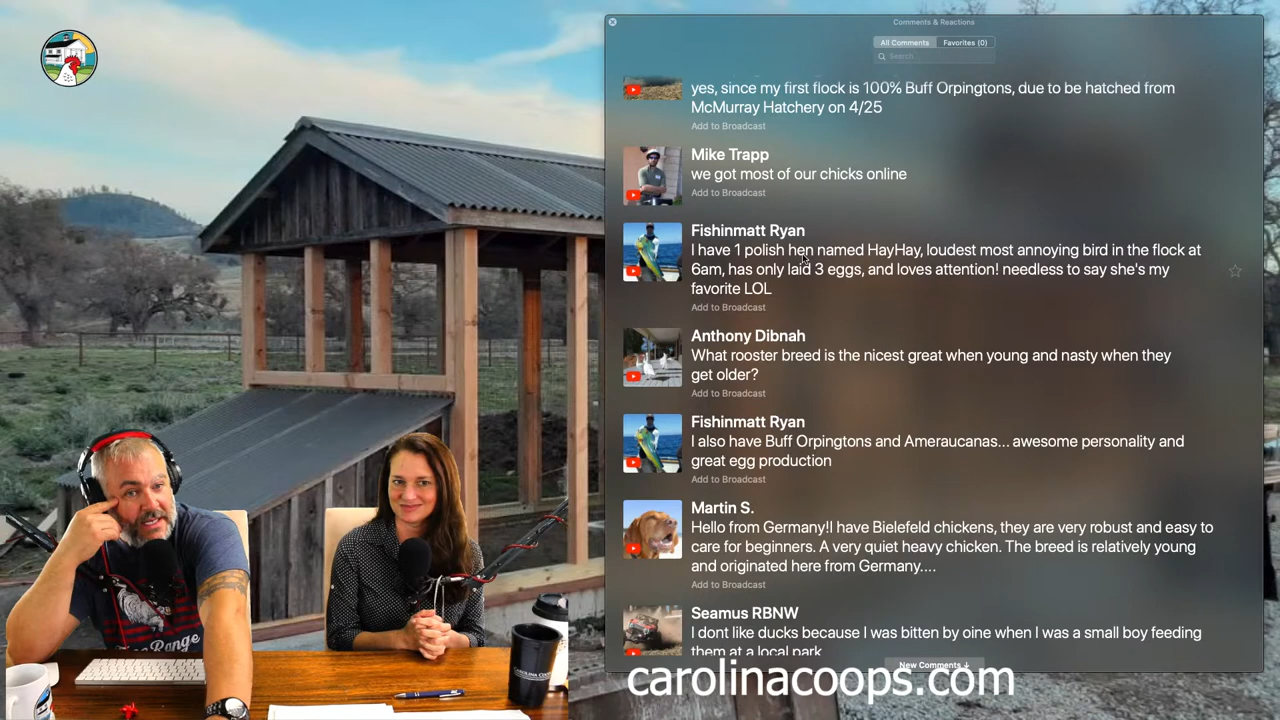 Comments & Reactions
All Comments
Favorites (0)
Search
yes, since my first flock is 100% Buff Orpingtons, due to be hatched from
McMurray Hatchery on 4/25
Add to Broadcast
Mike Trapp
we got most of our chicks online
Add to Broadcast
Fishinmatt Ryan
I have 1 polish hen named HayHay, loudest most annoying bird in the flock at
6am, has only laid 3 eggs, and loves attention! needless to say she's my
favorite LOL
Add to Broadcast
Anthony Dibnah
What rooster breed is the nicest great when young and nasty when they
get older?
Add to Broadcast
Fishinmatt Ryan
I also have Buff Orpingtons and Ameraucanas... awesome personality and
great egg production
Add to Broadcast
Martin S.
Hello from Germany!I have Bielefeld chickens, they are very robust and easy to
care for beginners. A very quiet heavy chicken. The breed is relatively young
and originated here from Germany....
Add to Broadcast
Seamus RBNW
I dont like ducks because I was bitten by oine when I was a small boy feeding
them at a local park
New Comments ↓
carolinacoops.com
Range
CAROLINA COOPS